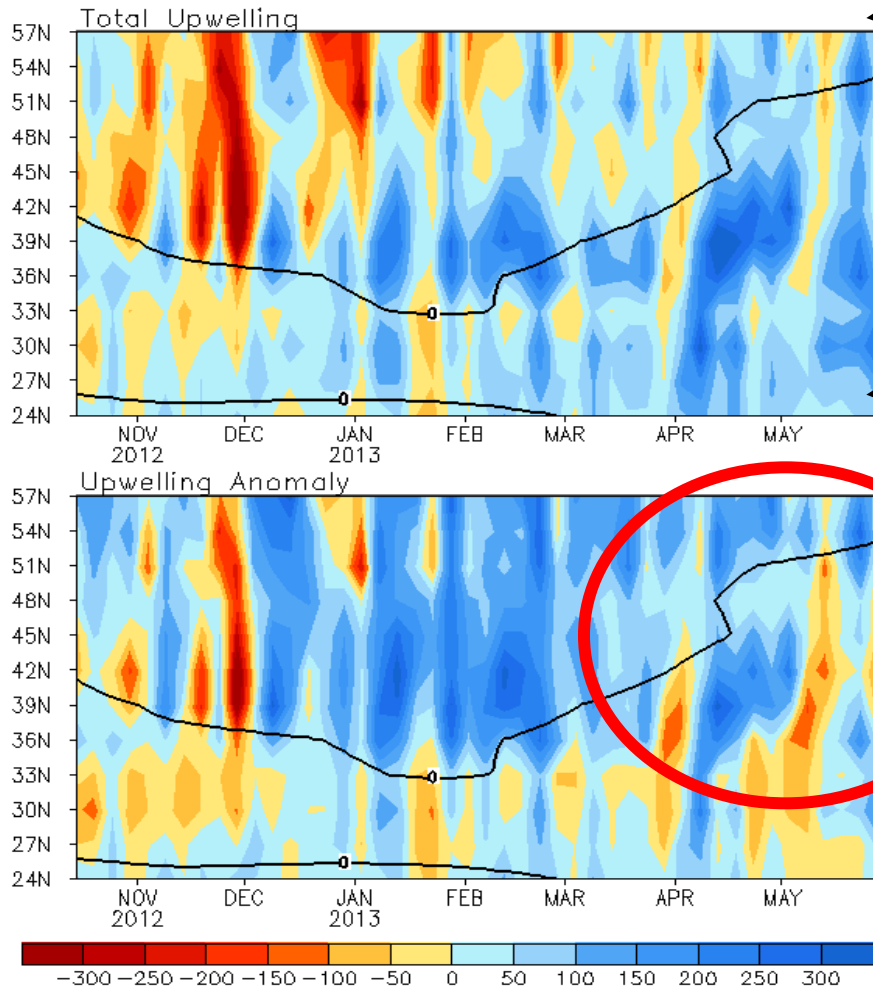 Total Upwelling
57N
54N
51N
48N
45N
42N
39N
36N
33N
30N
27N
24N
0
0
NOV DEC JAN FEB MAR APR MAY
2012 2013
Upwelling Anomaly
57N
54N
51N
48N
45N
42N
39N
36N
33N
30N
27N
24N
0
0
NOV DEC JAN FEB MAR APR MAY
2012 2013
-300 -250 -200 -150 -100 -50 0 50 100 150 200 250 300